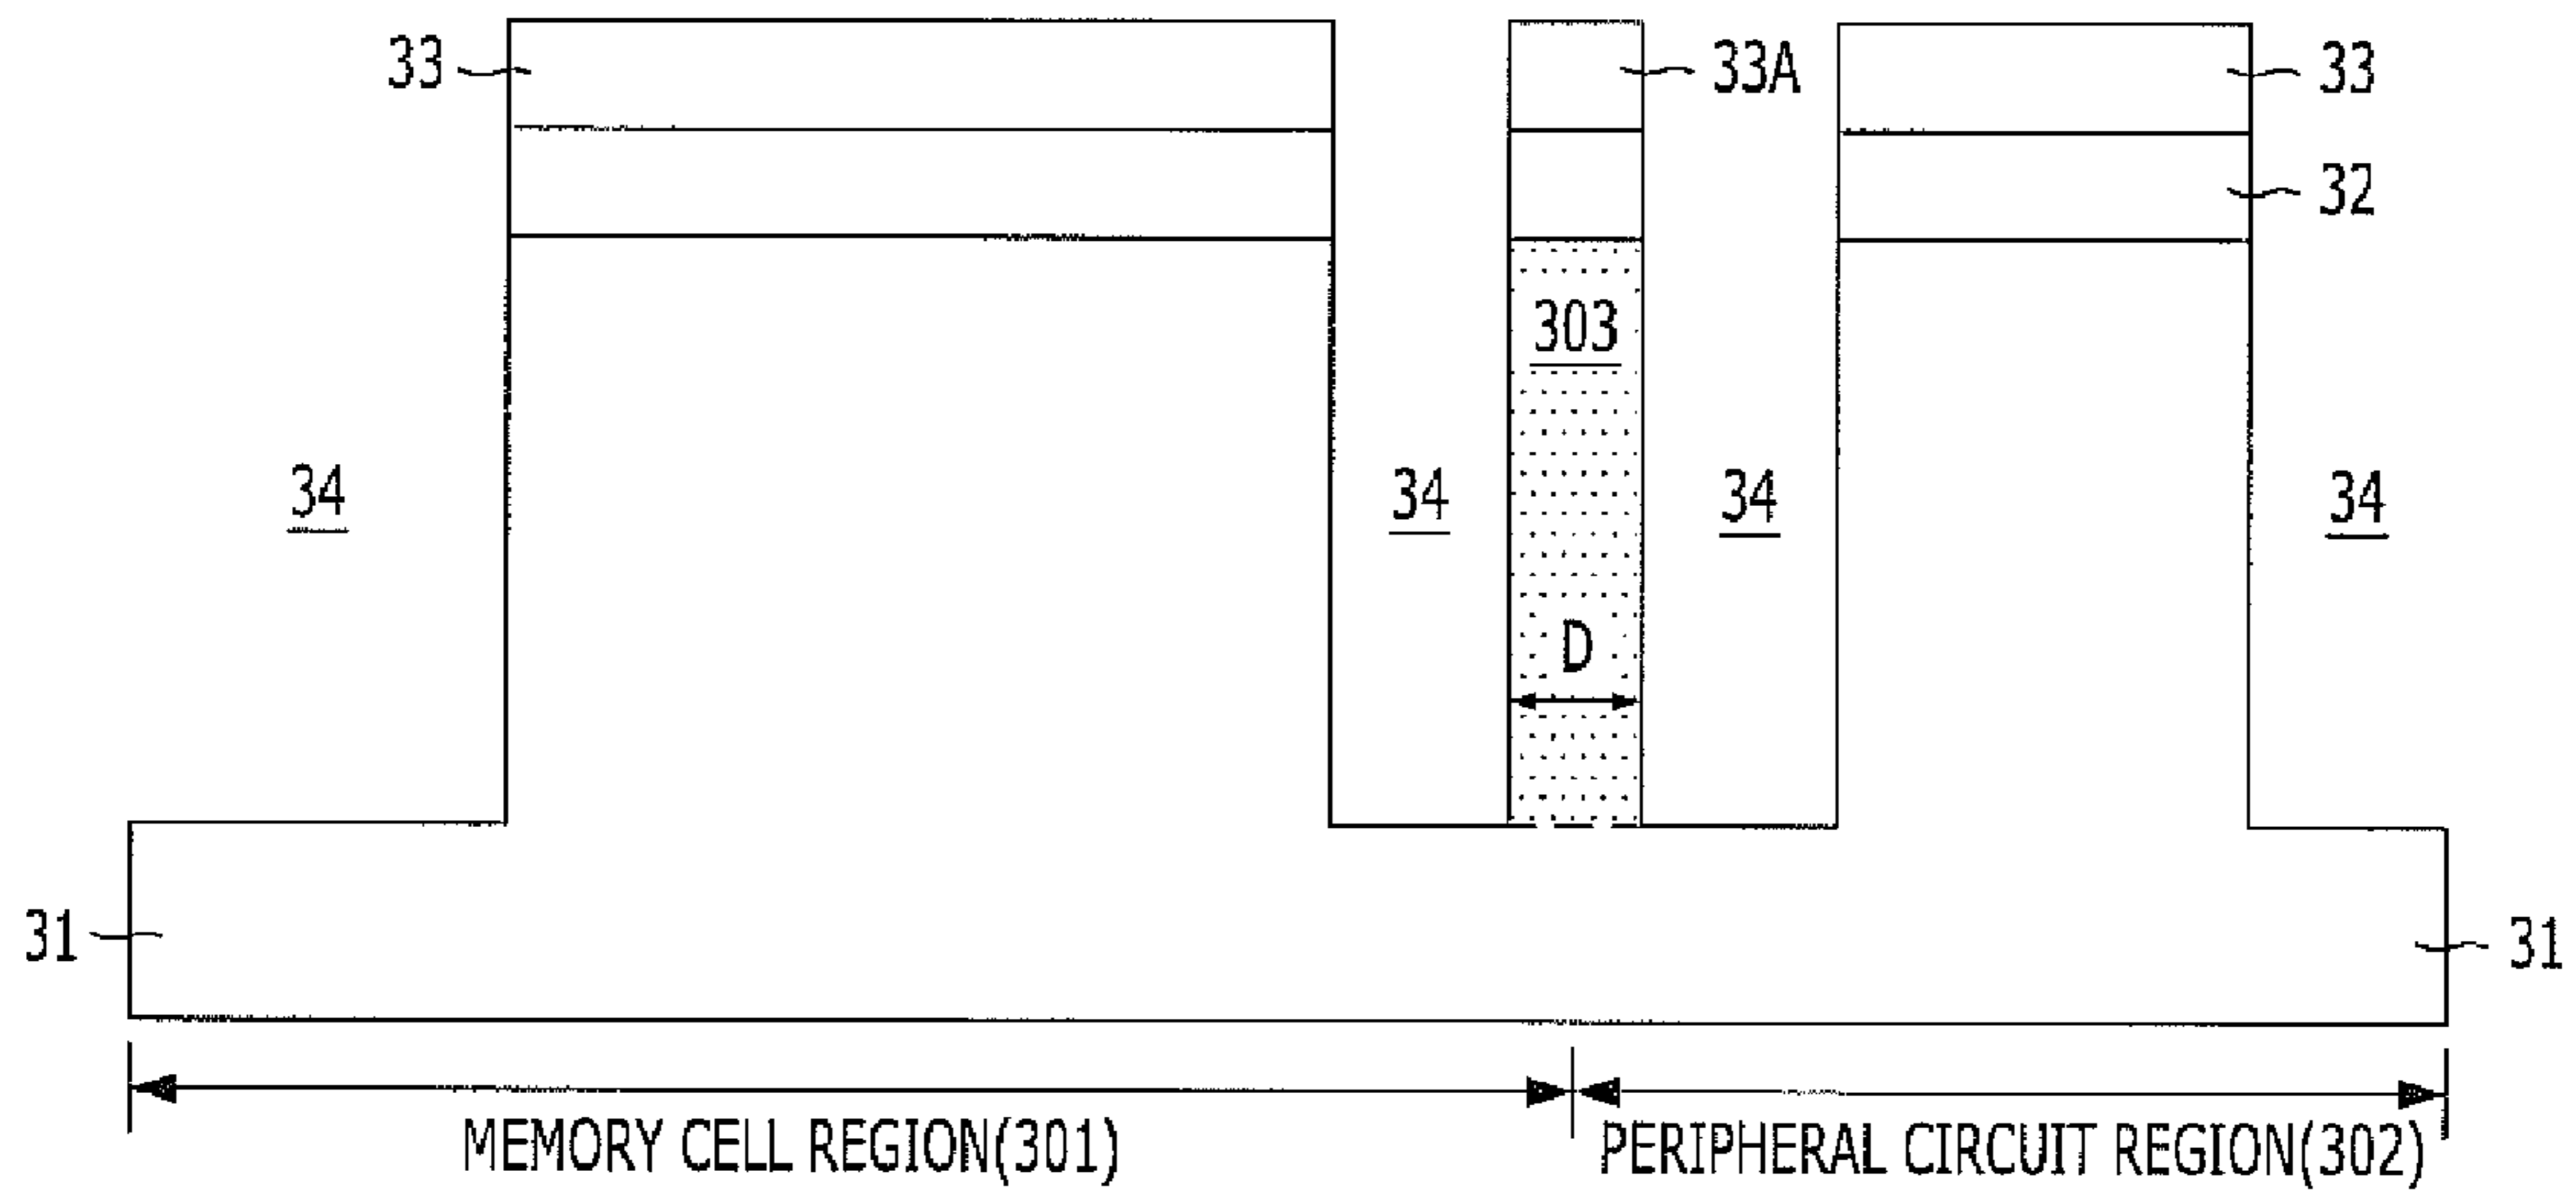 33
33A
33
32
303
34
34
34
34
D
31
31
MEMORY CELL REGION(301)
PERIPHERAL CIRCUIT REGION(302)